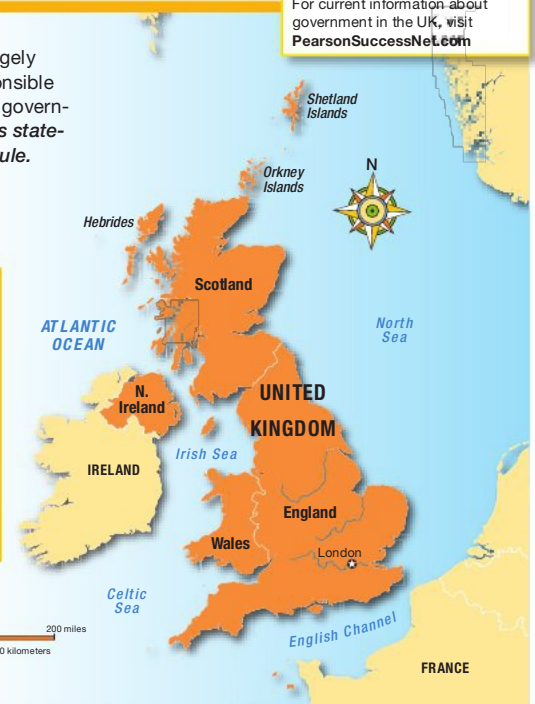 For current information about
government in the UK, visit
PearsonSuccessNet.com
gely
onsible
govern-
s state-
ule.
Shetland
Islands
Orkney
Islands
N
Hebrides
Scotland
ATLANTIC
OCEAN
North
Sea
N.
Ireland
UNITED
KINGDOM
Irish Sea
IRELAND
England
Wales
London
Celtic
Sea
200 miles
0 kilometers
English Channel
FRANCE